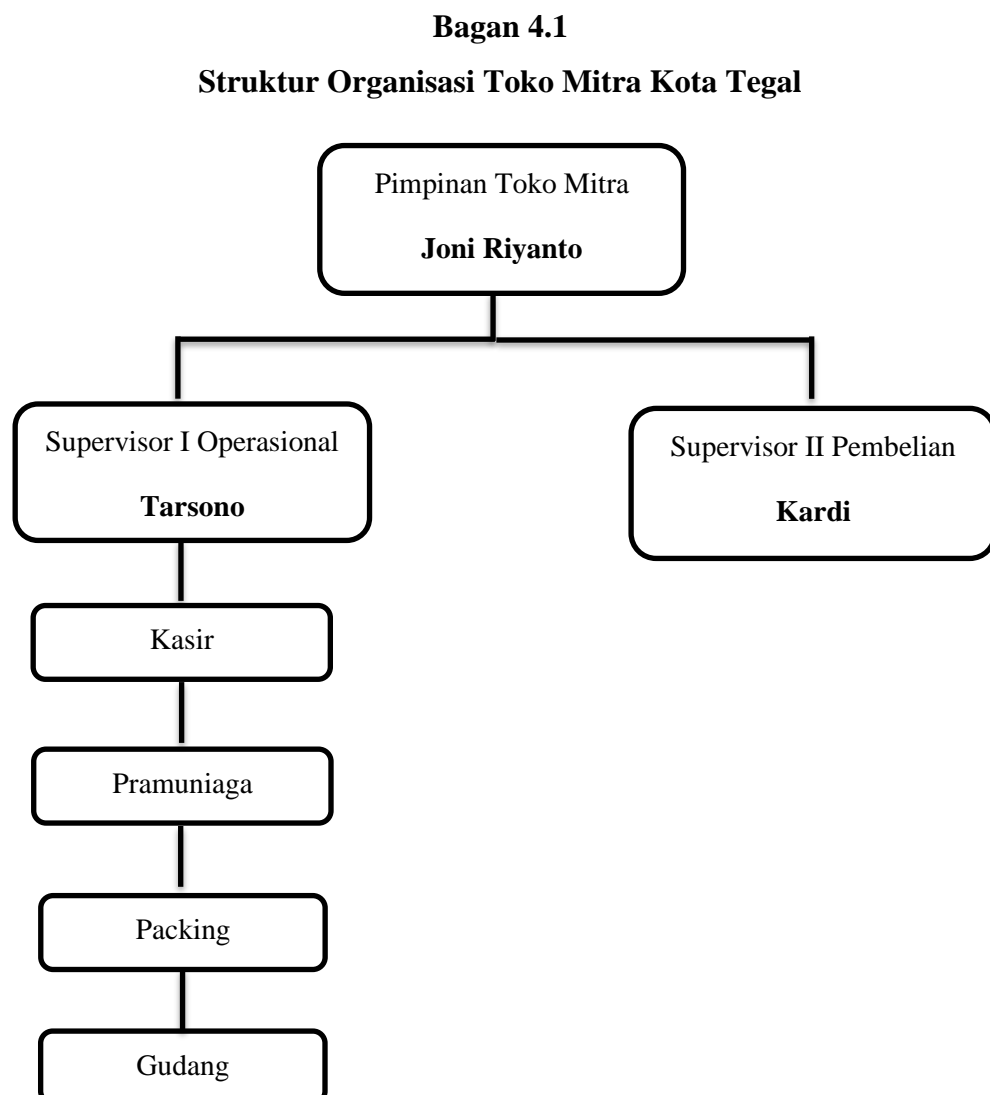 Bagan 4.1
Struktur Organisasi Toko Mitra Kota Tegal
Pimpinan Toko Mitra
Joni Riyanto
Supervisor I Operasional
Tarsono
Supervisor II Pembelian
Kardi
Kasir
Pramuniaga
Packing
Gudang